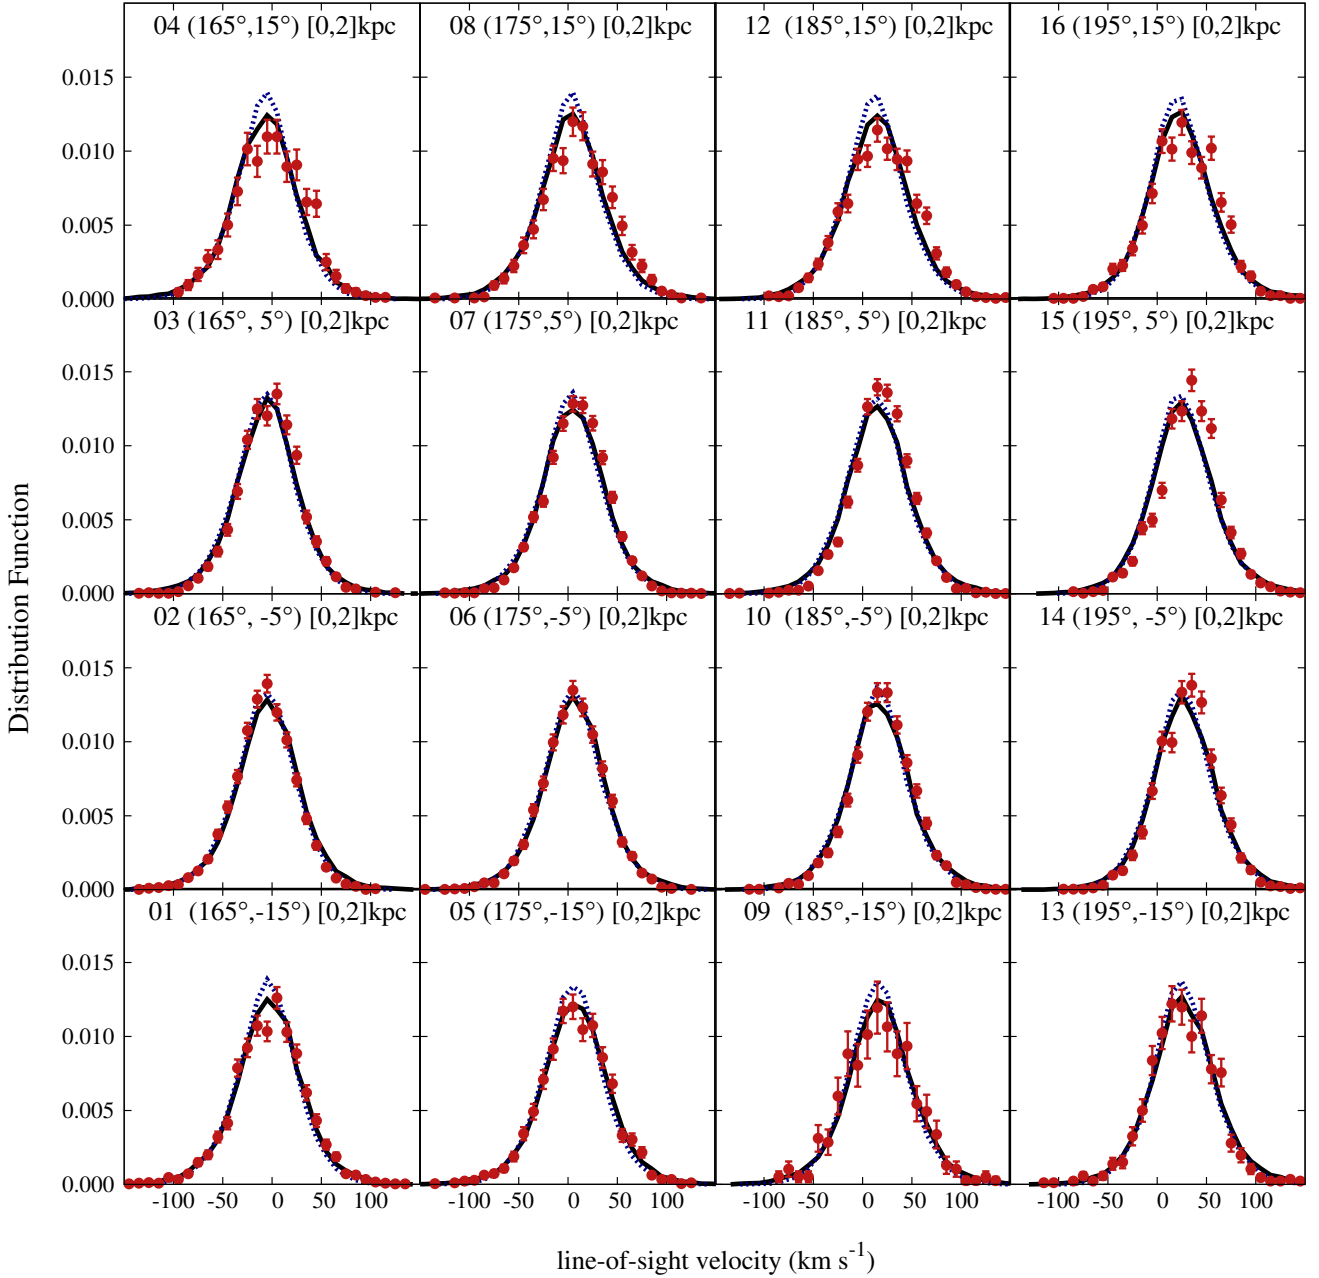 04 (165°,15°) [0,2]kpc 08 (175°,15°) [0,2]kpc 12 (185°,15°) [0,2]kpc 16 (195°,15°) [0,2]kpc
0.015
0.010
0.005
0.000
03 (165°, 5°) [0,2]kpc 07 (175°,5°) [0,2]kpc 11 (185°, 5°) [0,2]kpc 15 (195°, 5°) [0,2]kpc
0.015
0.010
0.005
0.000
Distribution Function
02 (165°, -5°) [0,2]kpc 06 (175°,-5°) [0,2]kpc 10 (185°,-5°) [0,2]kpc 14 (195°, -5°) [0,2]kpc
0.015
0.010
0.005
0.000
01 (165°,-15°) [0,2]kpc 05 (175°,-15°) [0,2]kpc 09 (185°,-15°) [0,2]kpc 13 (195°,-15°) [0,2]kpc
0.015
0.010
0.005
0.000
-100 -50 0 50 100 -100 -50 0 50 100 -100 -50 0 50 100 -100 -50 0 50 100
line-of-sight velocity (km s⁻¹)